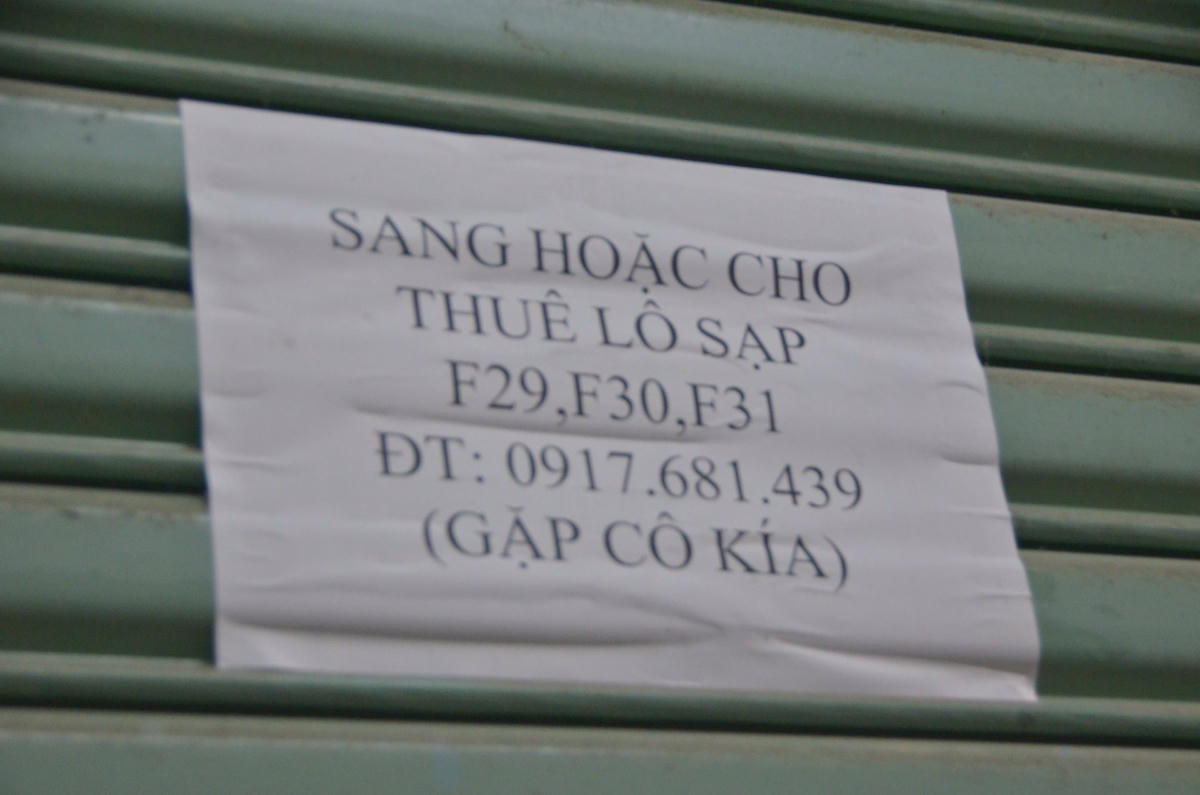 SANG HOẶC CHO
THUÊ LÔ SẠP
F29,F30,F31
ĐT: 0917.681.439
(GẶP CÔ KÍA)